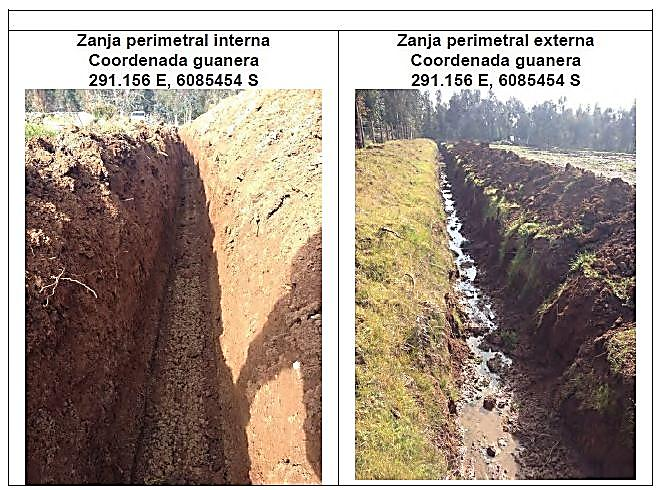 Zanja perimetral interna
Coordenada guanera
291.156 E, 6085454 S
Zanja perimetral externa
Coordenada guanera
291.156 E, 6085454 S